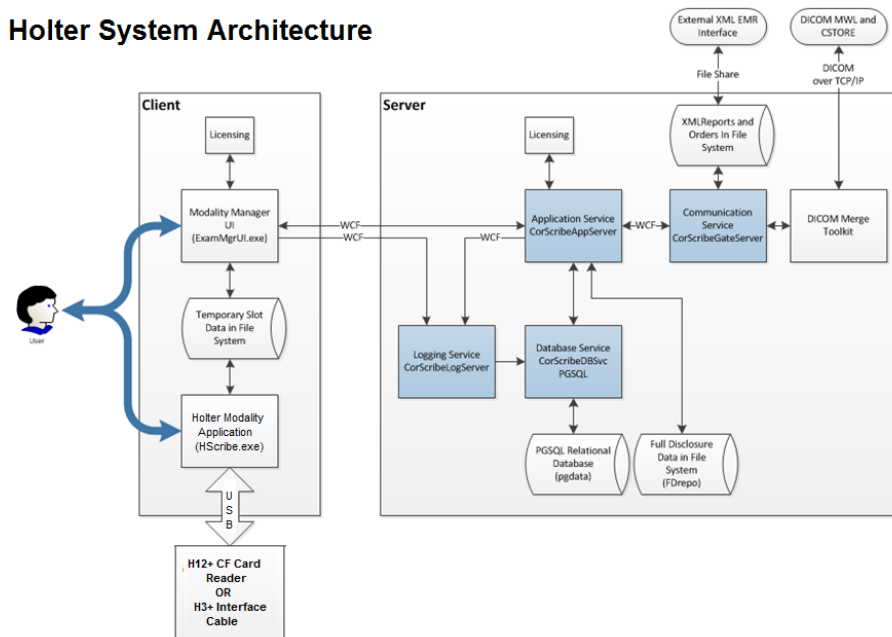 Holter System Architecture
External XML EMR
Interface
DICOM MWL and
CSTORE
File Share
DICOM
over TCP/IP
Client
Server
Licensing
Licensing
XMLReports and
Orders In File
System
Modality Manager
UI
(ExamMgrUI.exe)
WCF
WCF
Application Service
CorScribeAppServer
WCF
WCF
Communication
Service
CorScribeGateServer
DICOM Merge
Toolkit
User
Temporary Slot
Data in File
System
Logging Service
CorScribeLogServer
Database Service
CorScribeDBSvc
PGSQL
Holter Modality
Application
(HScribe.exe)
PGSQL Relational
Database
(pgdata)
Full Disclosure
Data in File
System
(FDrepo)
U
S
B
H12+ CF Card
Reader
OR
H3+ Interface
Cable